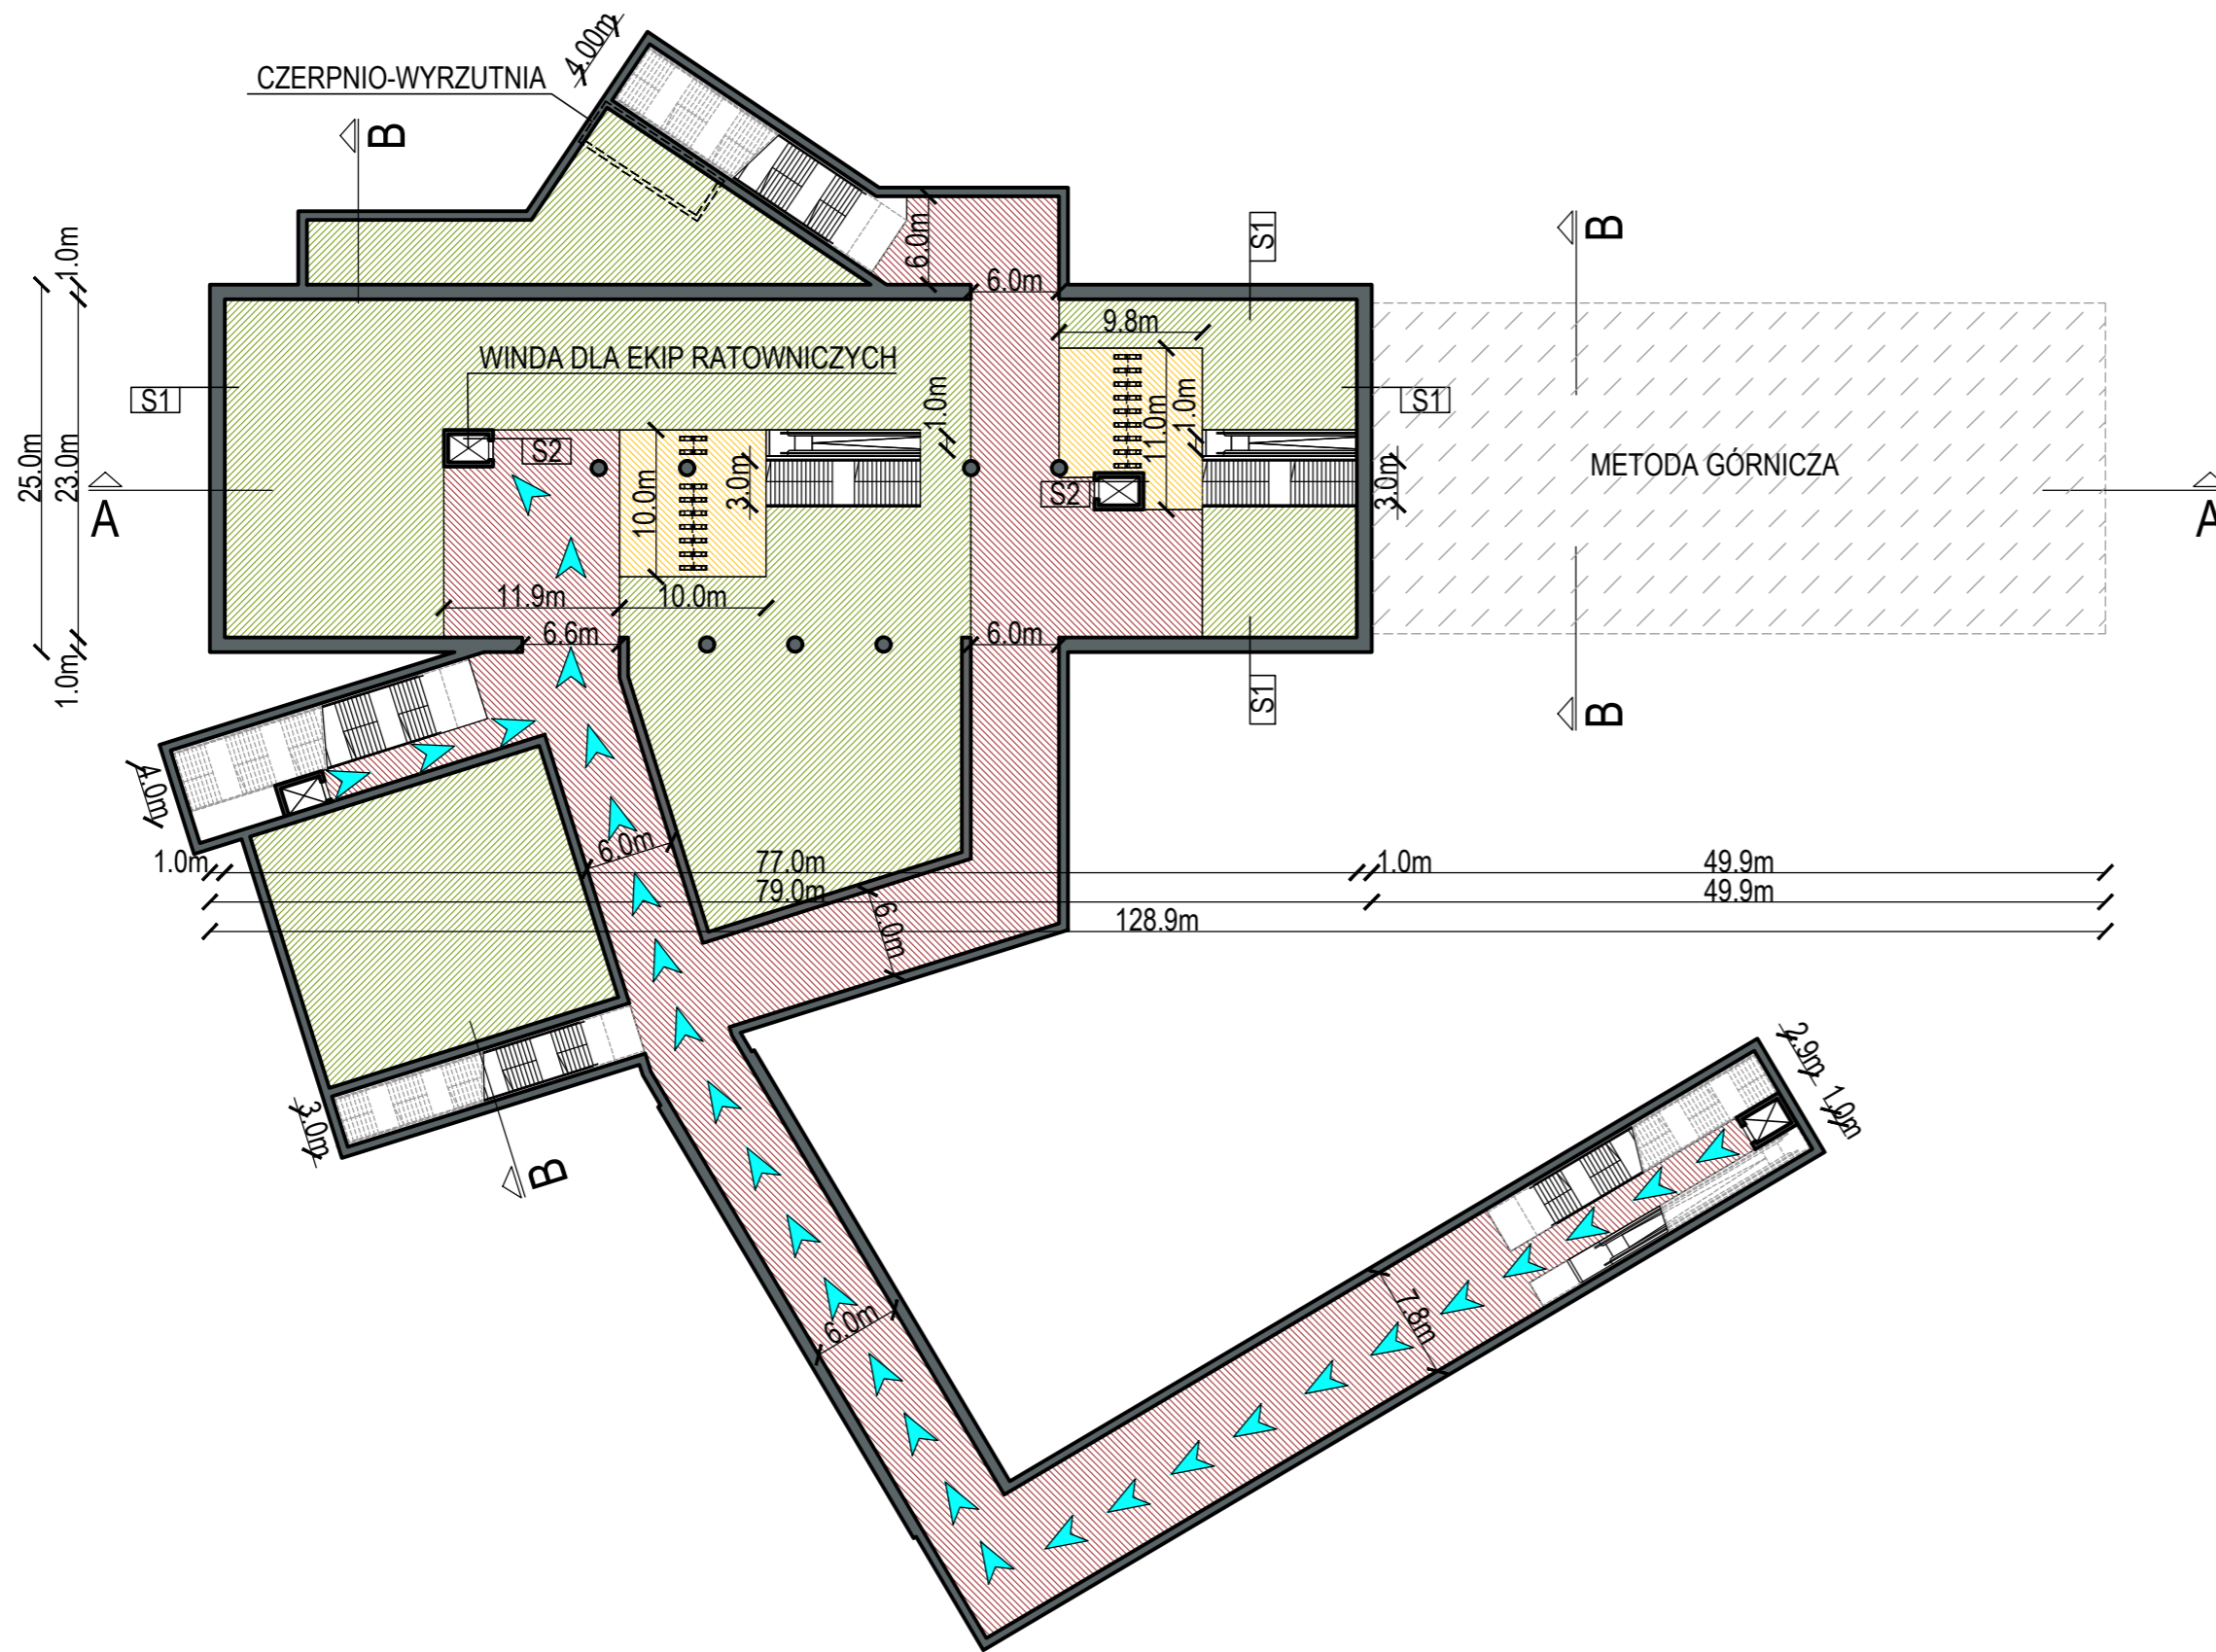 4.00m
CZERPNIO-WYRZUTNIA
B
B
S1
1.0m
6.0m
6.0m
9.8m
WINDA DLA EKIP RATOWNICZYCH
S1
S1
1.0m
11.0m
1.0m
25.0m
23.0m
S2
10.0m
3.0m
S2
3.0m
METODA GÓRNICZA
A
A
11.9m
10.0m
6.6m
6.0m
1.0m
S1
B
4.0m
6.0m
1.0m
77.0m
1.0m
49.9m
79.0m
49.9m
6.0m
128.9m
3.0m
B
2.9m
1.0m
6.0m
7.8m